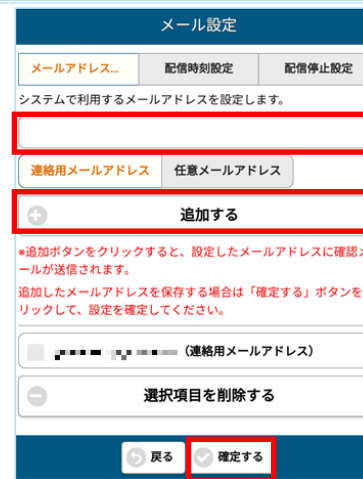 メール設定
メールアドレス... 配信時刻設定 配信停止設定
システムで利用するメールアドレスを設定します。
連絡用メールアドレス 任意メールアドレス
追加する
*追加ボタンをクリックすると、設定したメールアドレスに確認メ
ールが送信されます。
追加したメールアドレスを保存する場合は「確定する」ボタンを
リックして、設定を確定してください。
(連絡用メールアドレス)
選択項目を削除する
戻る 確定する